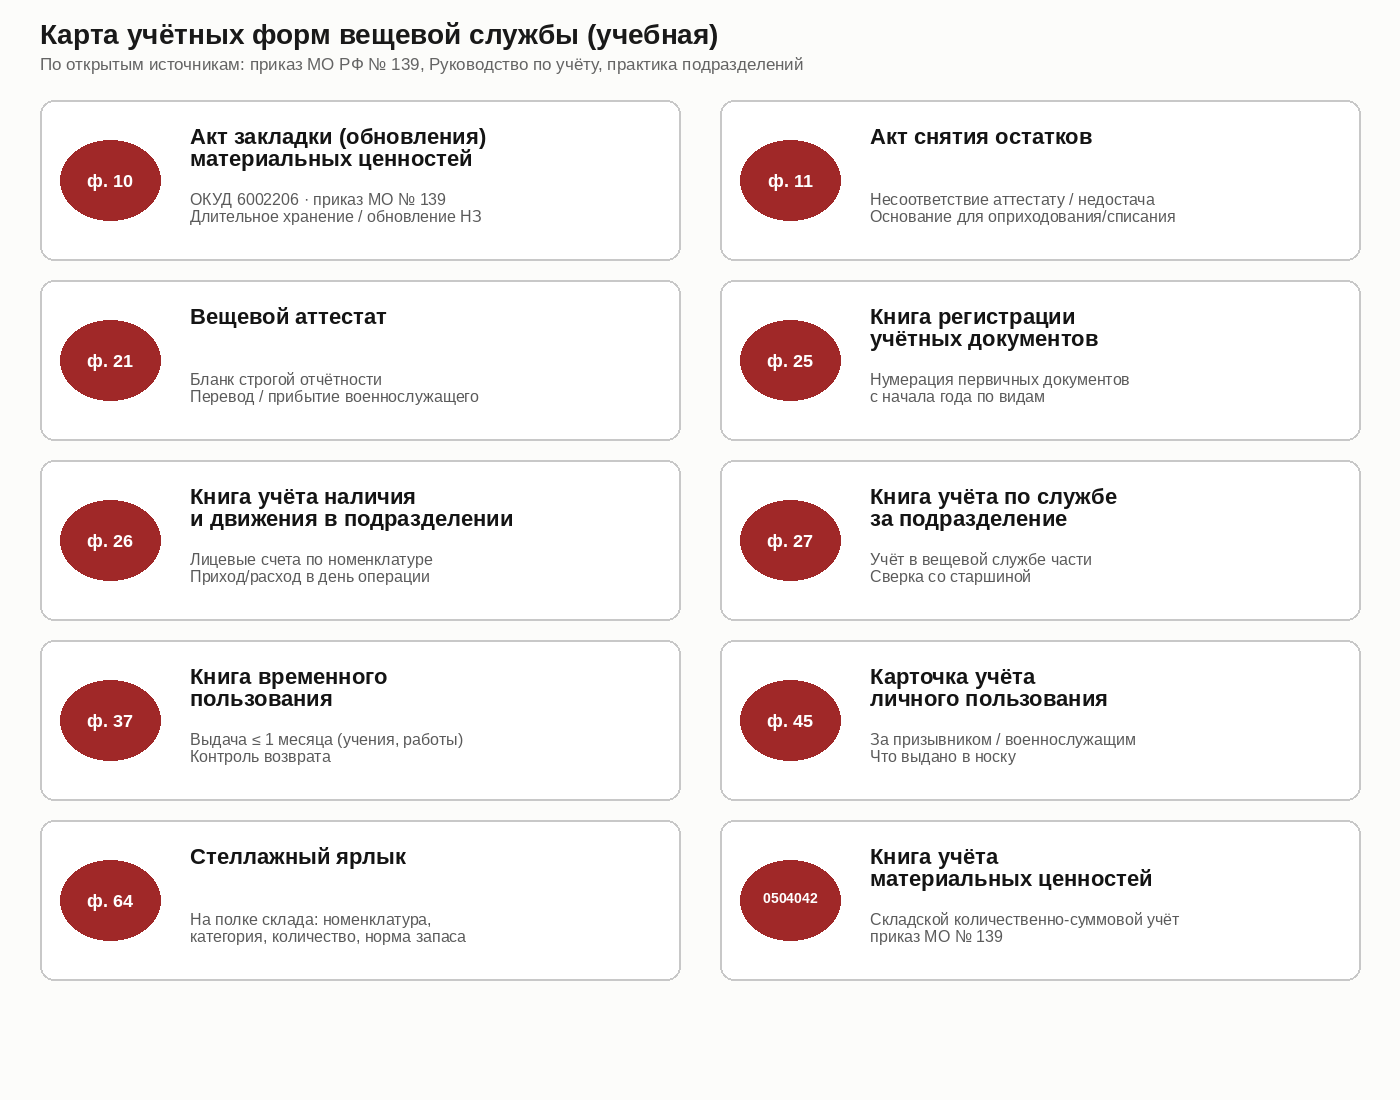 Карта учётных форм вещевой службы (учебная)
По открытым источникам: приказ МО РФ № 139, Руководство по учёту, практика подразделений
ф. 10
Акт закладки (обновления)
материальных ценностей
ОКУД 6002206 · приказ МО № 139
Длительное хранение / обновление НЗ
ф. 11
Акт снятия остатков
Несоответствие аттестату / недостача
Основание для оприходования/списания
ф. 21
Вещевой аттестат
Бланк строгой отчётности
Перевод / прибытие военнослужащего
ф. 25
Книга регистрации
учётных документов
Нумерация первичных документов
с начала года по видам
ф. 26
Книга учёта наличия
и движения в подразделении
Лицевые счета по номенклатуре
Приход/расход в день операции
ф. 27
Книга учёта по службе
за подразделение
Учёт в вещевой службе части
Сверка со старшиной
ф. 37
Книга временного
пользования
Выдача ≤ 1 месяца (учения, работы)
Контроль возврата
ф. 45
Карточка учёта
личного пользования
За призывником / военнослужащим
Что выдано в носку
ф. 64
Стеллажный ярлык
На полке склада: номенклатура,
категория, количество, норма запаса
0504042
Книга учёта
материальных ценностей
Складской количественно-суммовой учёт
приказ МО № 139